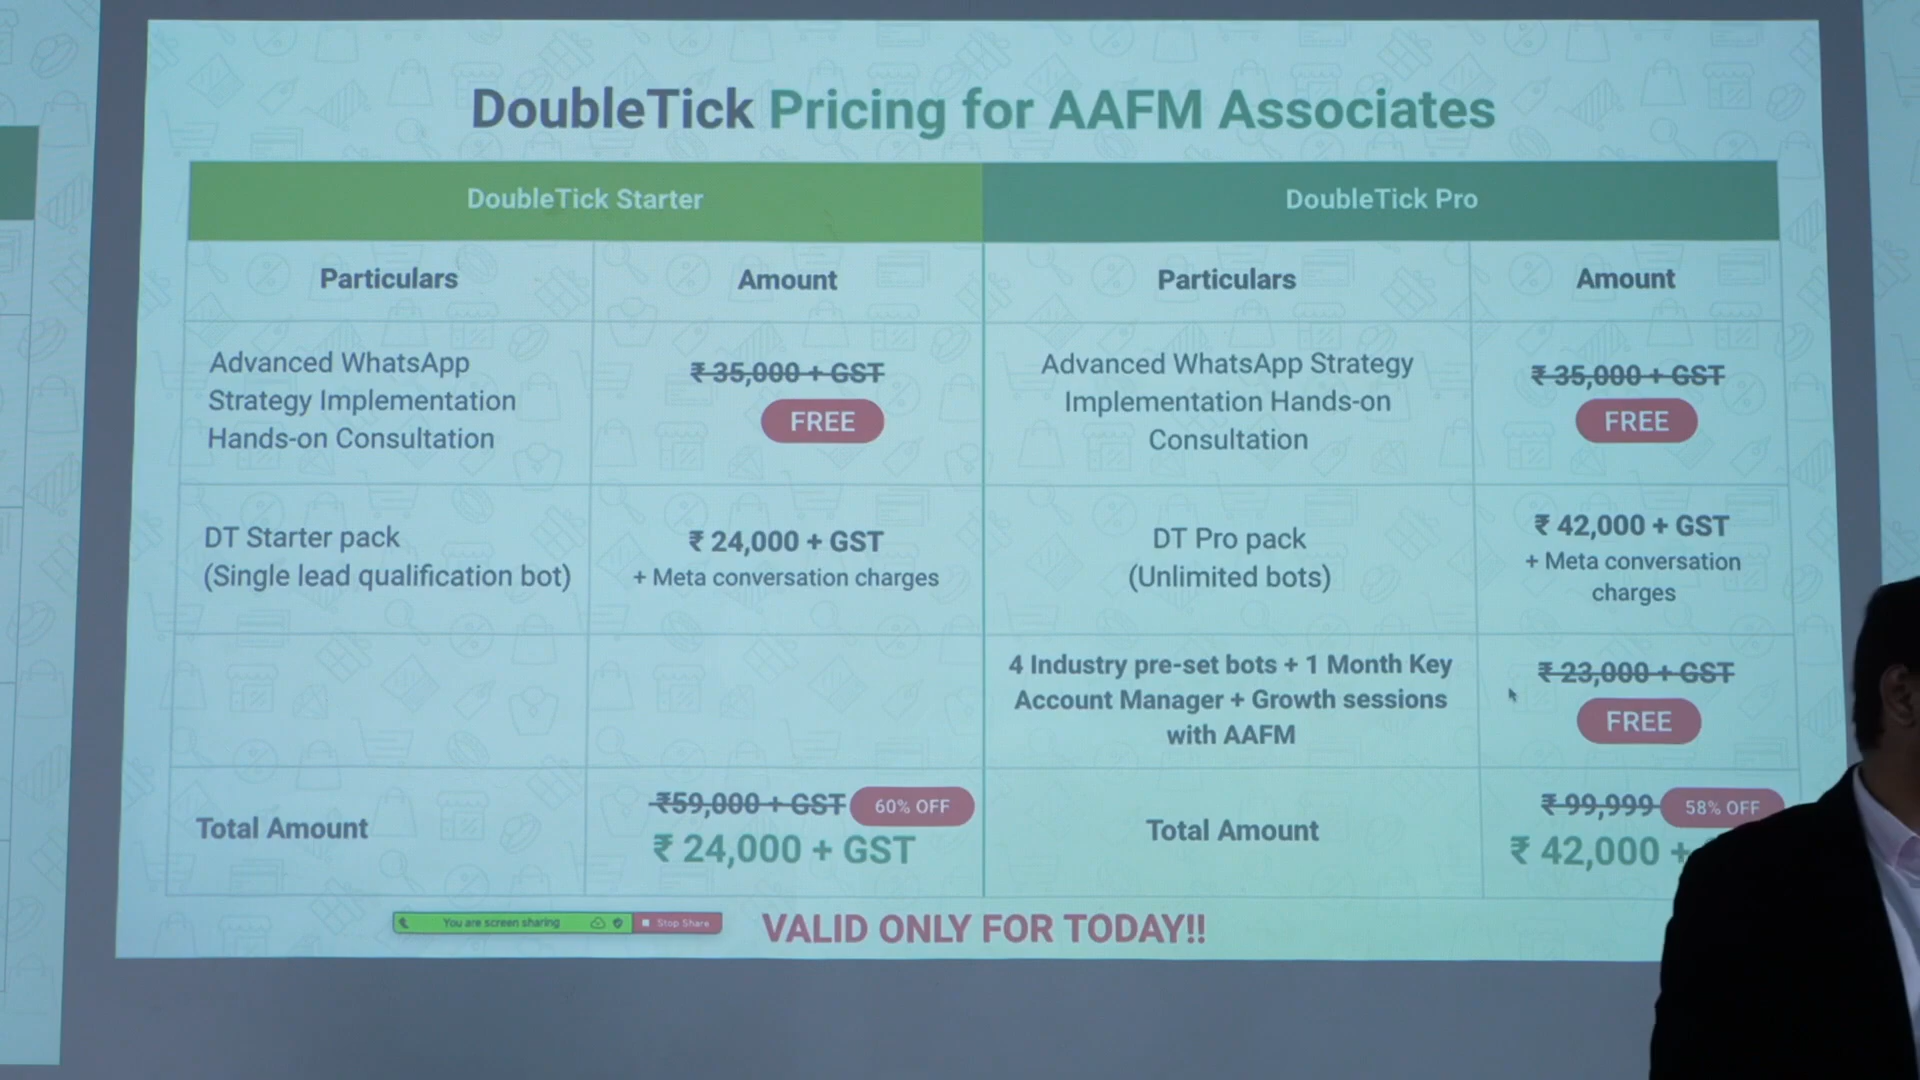 DoubleTick Pricing for AAFM Associates
DoubleTick Starter
DoubleTick Pro
Particulars
Amount
Particulars
Amount
Advanced WhatsApp
Strategy Implementation
Hands-on Consultation
₹ 35,000 + GST
FREE
Advanced WhatsApp Strategy
Implementation Hands-on
Consultation
₹ 35,000 + GST
FREE
DT Starter pack
(Single lead qualification bot)
₹ 24,000 + GST
+ Meta conversation charges
DT Pro pack
(Unlimited bots)
₹ 42,000 + GST
+ Meta conversation
charges
4 Industry pre-set bots + 1 Month Key
Account Manager + Growth sessions
with AAFM
₹ 23,000 + GST
FREE
Total Amount
₹59,000 + GST 60% OFF
₹ 24,000 + GST
Total Amount
₹ 99,999 58% OFF
₹ 42,000 +
You are screen sharing
Stop Share
VALID ONLY FOR TODAY!!